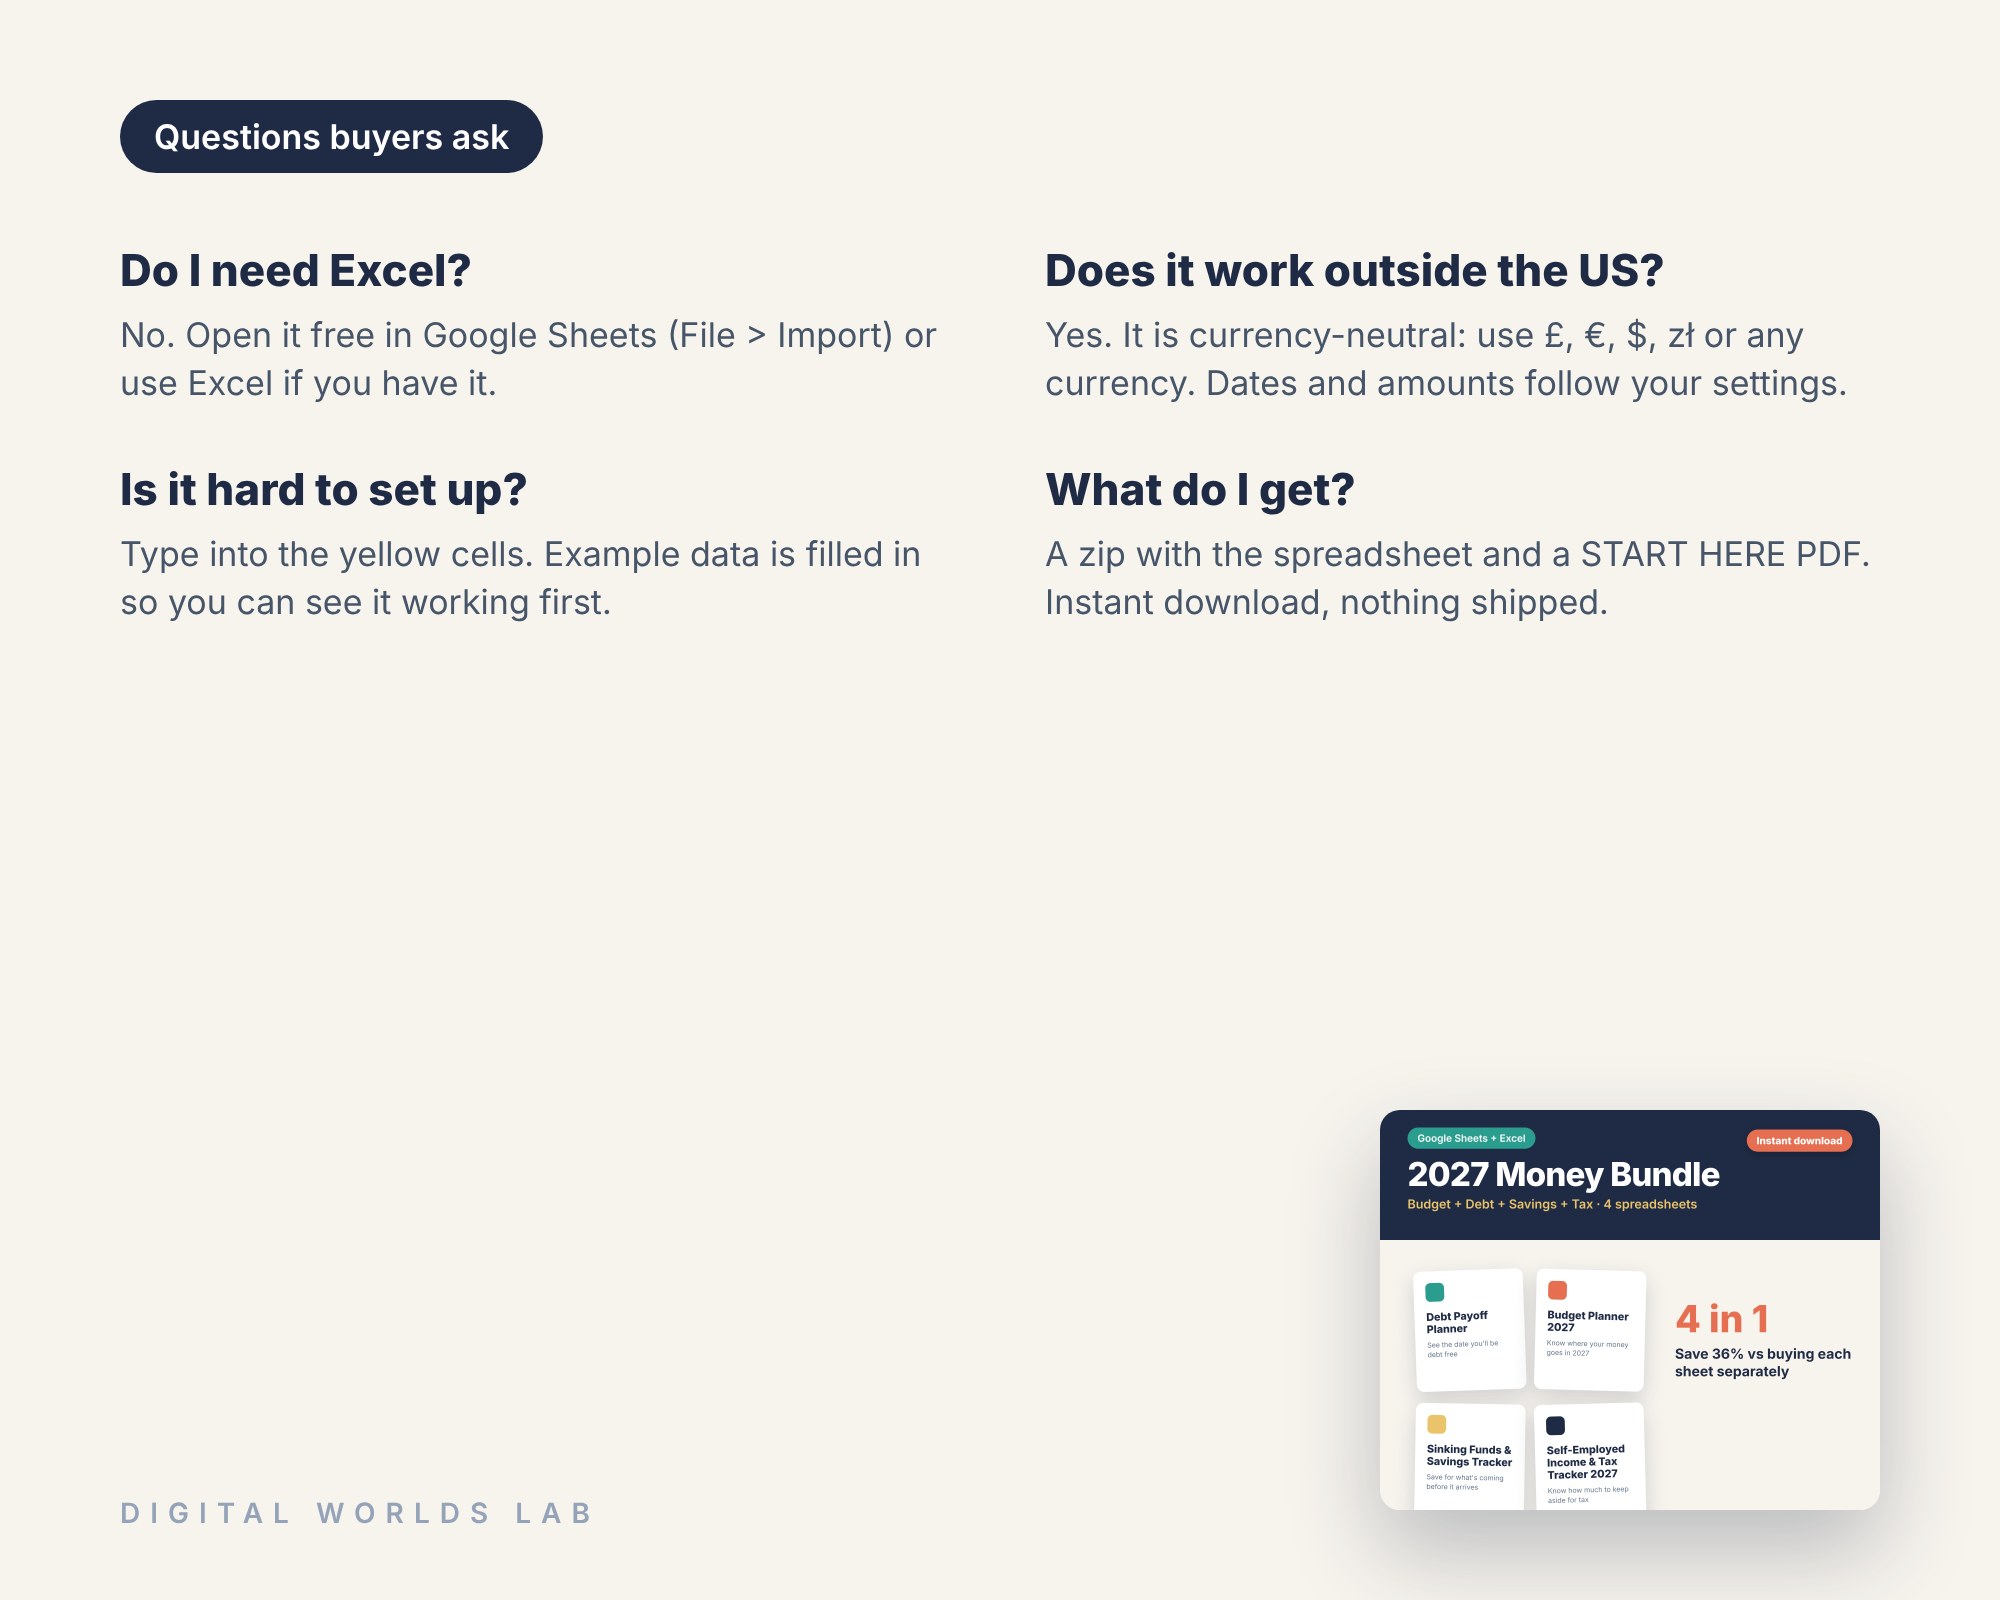 Questions buyers ask
Do I need Excel?
No. Open it free in Google Sheets (File > Import) or
use Excel if you have it.
Does it work outside the US?
Yes. It is currency-neutral: use £, €, $, zł or any
currency. Dates and amounts follow your settings.
Is it hard to set up?
Type into the yellow cells. Example data is filled in
so you can see it working first.
What do I get?
A zip with the spreadsheet and a START HERE PDF.
Instant download, nothing shipped.
Google Sheets + Excel
Instant download
2027 Money Bundle
Budget + Debt + Savings + Tax · 4 spreadsheets
Debt Payoff
Planner
See the date you'll be
debt free
Budget Planner
2027
Know where your money
goes in 2027
4 in 1
Save 36% vs buying each
sheet separately
Sinking Funds &
Savings Tracker
Save for what's coming
before it arrives
Self-Employed
Income & Tax
Tracker 2027
Know how much to keep
aside for tax
DIGITAL WORLDS LAB